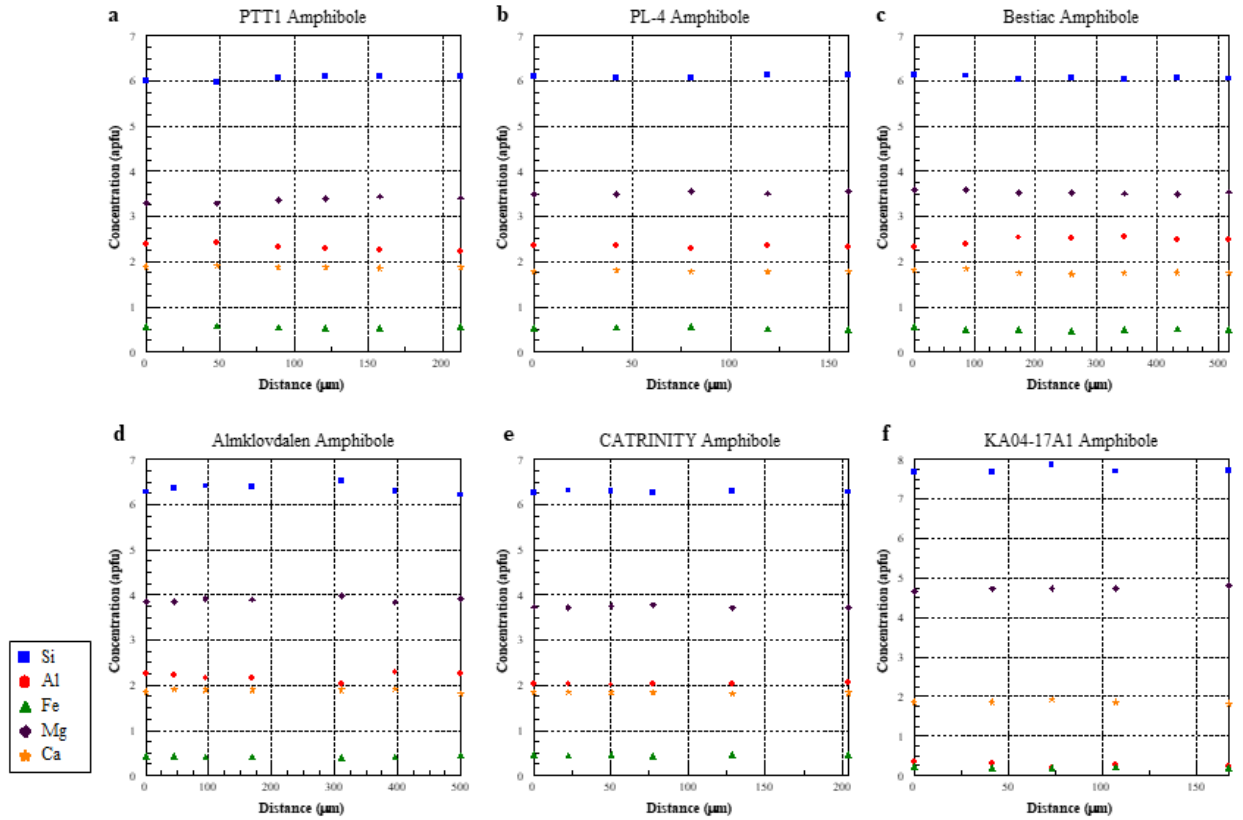 a PTT1 Amphibole
Concentration (apfu)
7
6
5
4
3
2
1
0
0 50 100 150 200
Distance (μm)
b PL-4 Amphibole
Concentration (apfu)
7
6
5
4
3
2
1
0
0 50 100 150
Distance (μm)
c Bestiac Amphibole
Concentration (apfu)
7
6
5
4
3
2
1
0
0 100 200 300 400 500
Distance (μm)
d Almklovdalen Amphibole
Concentration (apfu)
7
6
5
4
3
2
1
0
0 100 200 300 400 500
Distance (μm)
e CATRINITY Amphibole
Concentration (apfu)
7
6
5
4
3
2
1
0
0 50 100 150 200
Distance (μm)
f KA04-17A1 Amphibole
Concentration (apfu)
8
7
6
5
4
3
2
1
0
0 50 100 150
Distance (μm)
Si
Al
Fe
Mg
Ca